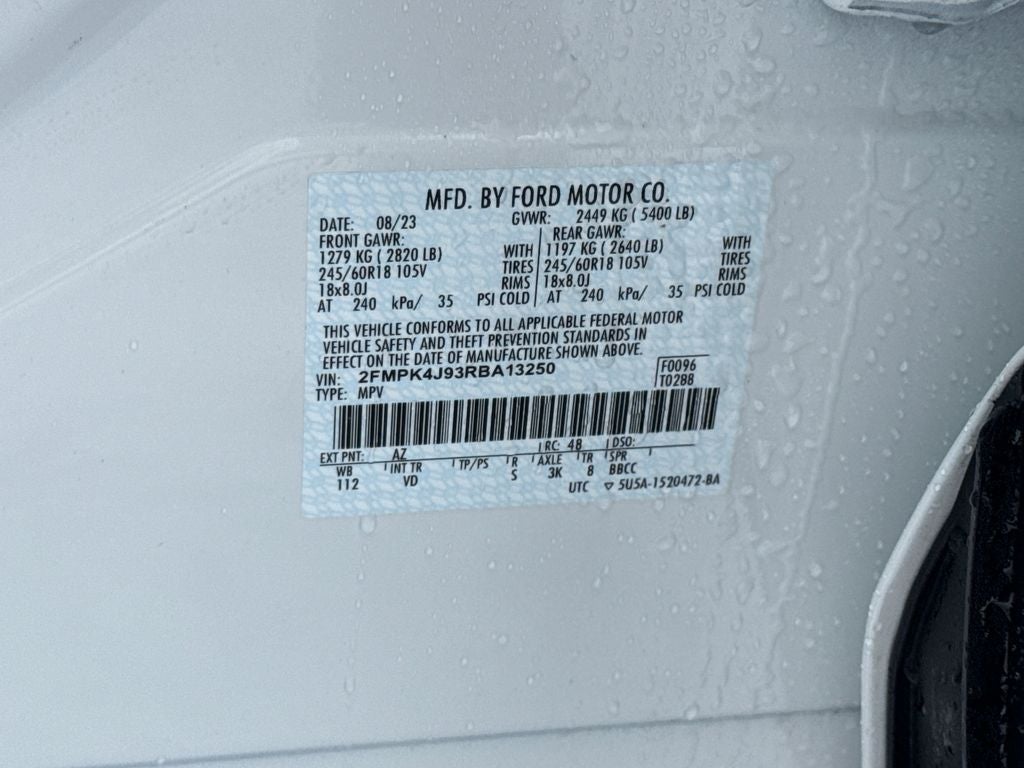 MFD. BY FORD MOTOR CO.
DATE: 08/23 GVWR: 2449 KG ( 5400 LB)
FRONT GAWR: REAR GAWR:
1279 KG ( 2820 LB) WITH 1197 KG ( 2640 LB) WITH
245/60R18 105V TIRES 245/60R18 105V TIRES
18x8.0J RIMS 18x8.0J RIMS
AT 240 kPa/ 35 PSI COLD AT 240 kPa/ 35 PSI COLD
THIS VEHICLE CONFORMS TO ALL APPLICABLE FEDERAL MOTOR
VEHICLE SAFETY AND THEFT PREVENTION STANDARDS IN
EFFECT ON THE DATE OF MANUFACTURE SHOWN ABOVE.
VIN: 2FMPK4J93RBA13250 F0096
TYPE: MPV T0288
EXT PNT: AZ RC: 48 DSO:
WB INT TR TP/PS R AXLE TR SPR
112 VD S 3K 8 BBCC
UTC ▽ 5U5A-1520472-BA